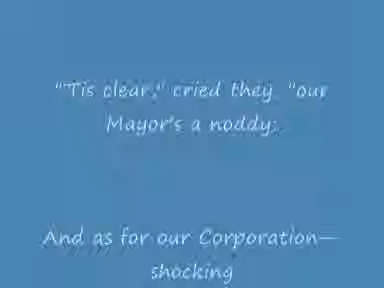 "'Tis clear," cried they, "our
Mayor's a noddy;
And as for our Corporation—
shocking